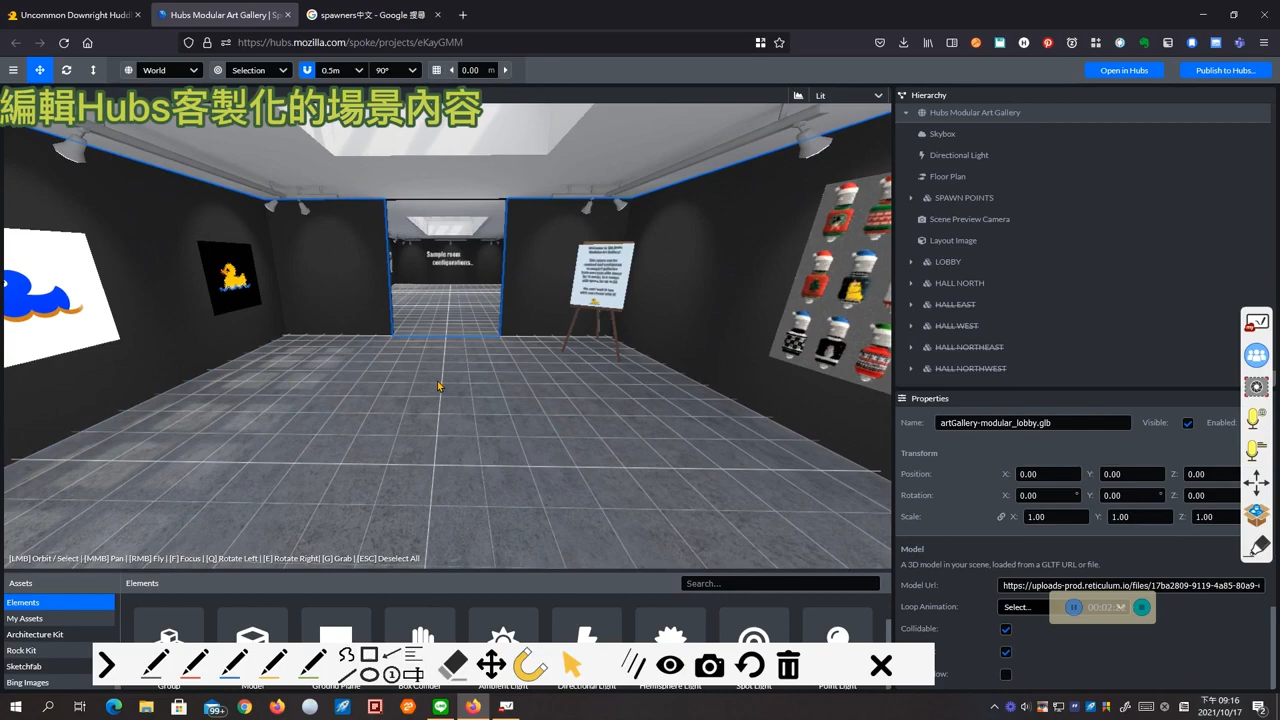 Uncommon Downright Hudd
Hubs Modular Art Gallery | Sp
spawners中文 - Google 搜尋
https://hubs.mozilla.com/spoke/projects/eKayGMM
World
Selection
0.5m
90°
0.00 m
Open in Hubs
Publish to Hubs...
編輯Hubs客製化的場景內容
Lit
Hierarchy
Hubs Modular Art Gallery
Skybox
Directional Light
Floor Plan
SPAWN POINTS
Scene Preview Camera
Layout Image
LOBBY
HALL NORTH
HALL EAST
HALL WEST
HALL NORTHEAST
HALL NORTHWEST
Sample room
configurations..
Properties
Name: artGallery-modular_lobby.glb Visible: Enabled:
Transform
Position: X: 0.00 Y: 0.00 Z: 0.00
Rotation: X: 0.00 ° Y: 0.00 ° Z: 0.00
Scale: X: 1.00 Y: 1.00 Z: 1.00
Model
A 3D model in your scene, loaded from a GLTF URL or file.
Model Url: https://uploads-prod.reticulum.io/files/17ba2809-9119-4a85-80a9-
Loop Animation: Select...
Collidable:
[LMB] Orbit / Select | [MMB] Pan | [RMB] Fly | [F] Focus | [Q] Rotate Left | [E] Rotate Right | [G] Grab | [ESC] Deselect All
Assets
Elements
Search...
Elements
My Assets
Architecture Kit
Rock Kit
Sketchfab
Bing Images
Group
Model
Ground Plane
Box Collider
Ambient Light
Directional Light
Hemisphere Light
Spot Light
Point Light
99+
下午 09:16
2021/10/17
2